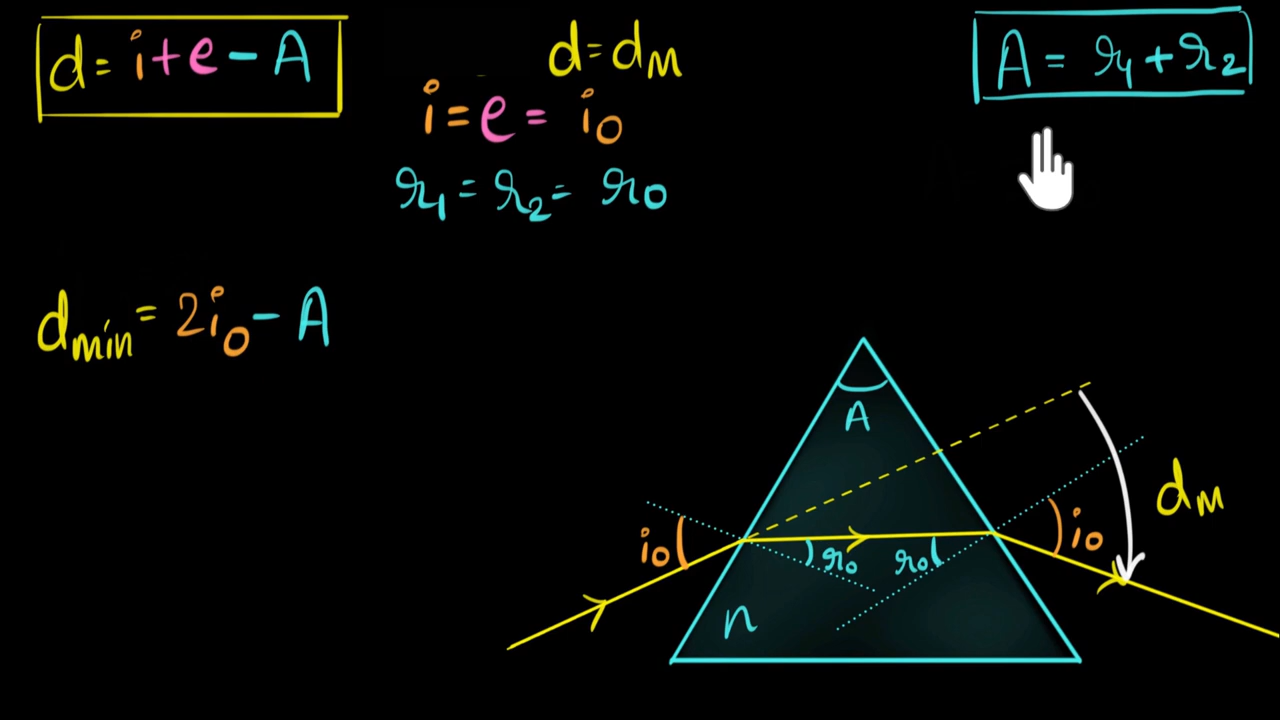 d = i + e - A
d = dM
A = r₁ + r₂
i = e = i₀
r₁ = r₂ = r₀
dmin = 2i₀ - A
A
dM
i₀
i₀
r₀
r₀
n